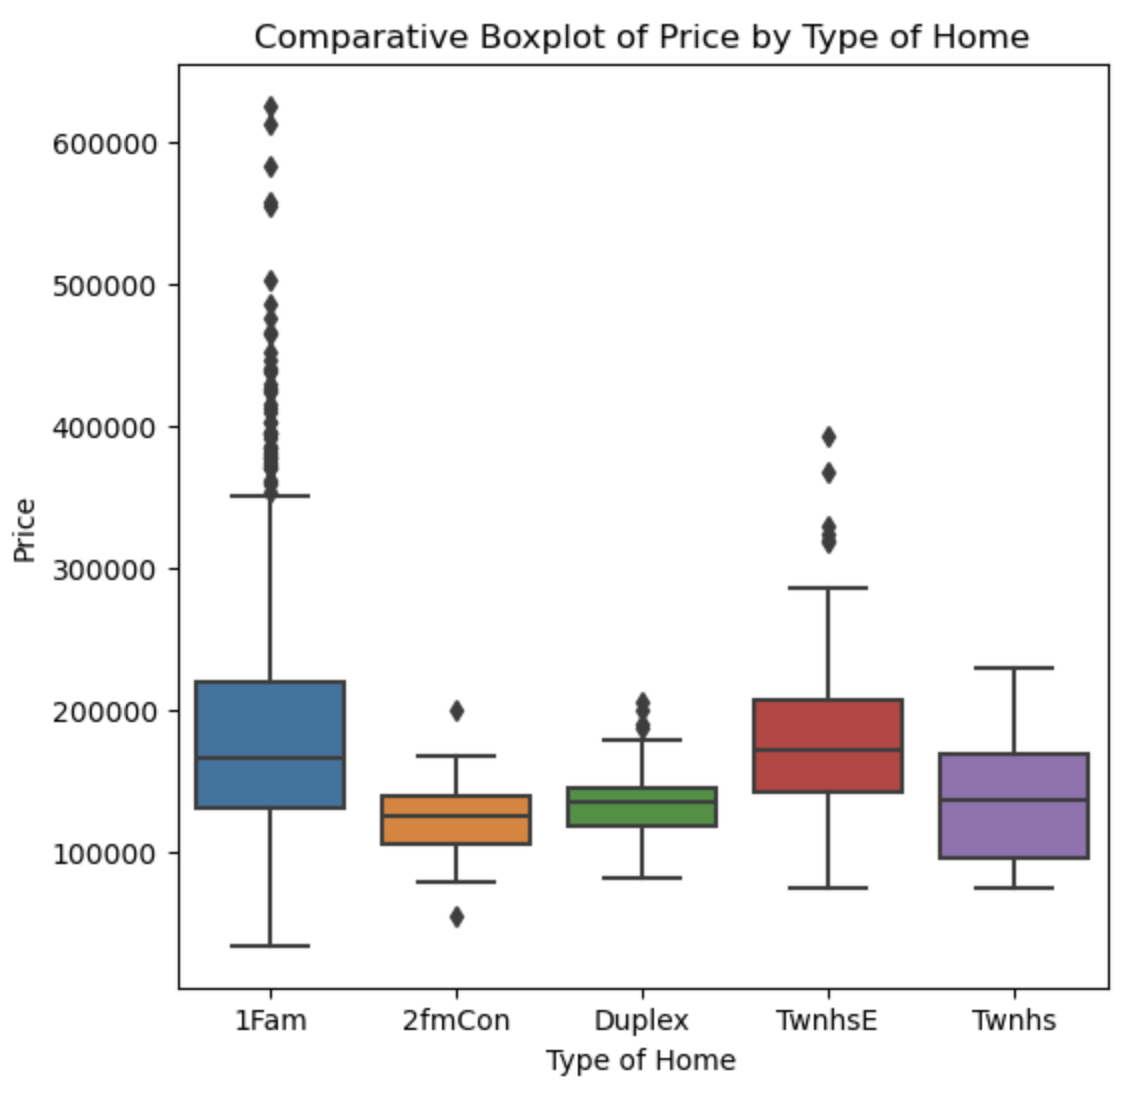 Comparative Boxplot of Price by Type of Home
600000
500000
400000
300000
200000
100000
Price
1Fam 2fmCon Duplex TwnhsE Twnhs
Type of Home